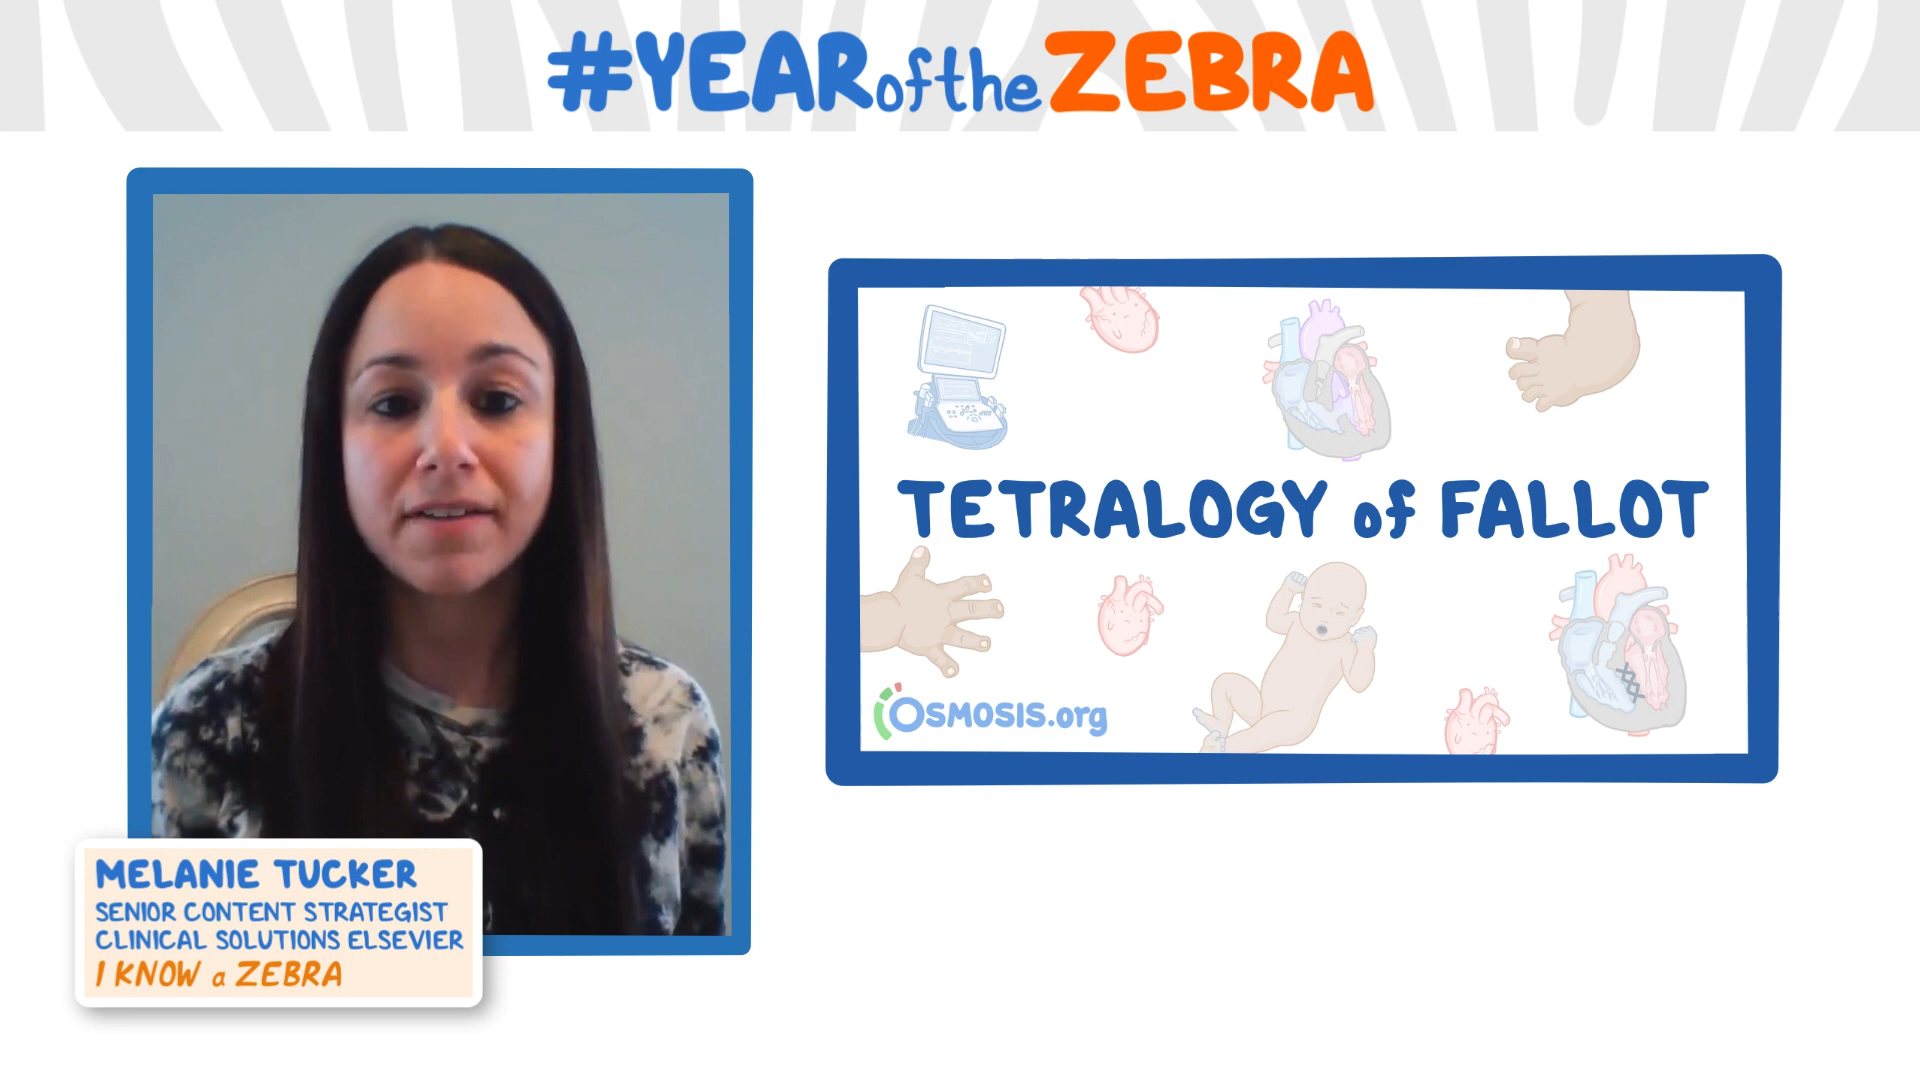 #YEARoftheZEBRA
MELANIE TUCKER
SENIOR CONTENT STRATEGIST
CLINICAL SOLUTIONS ELSEVIER
I KNOW a ZEBRA
TETRALOGY of FALLOT
OSMOSIS.org